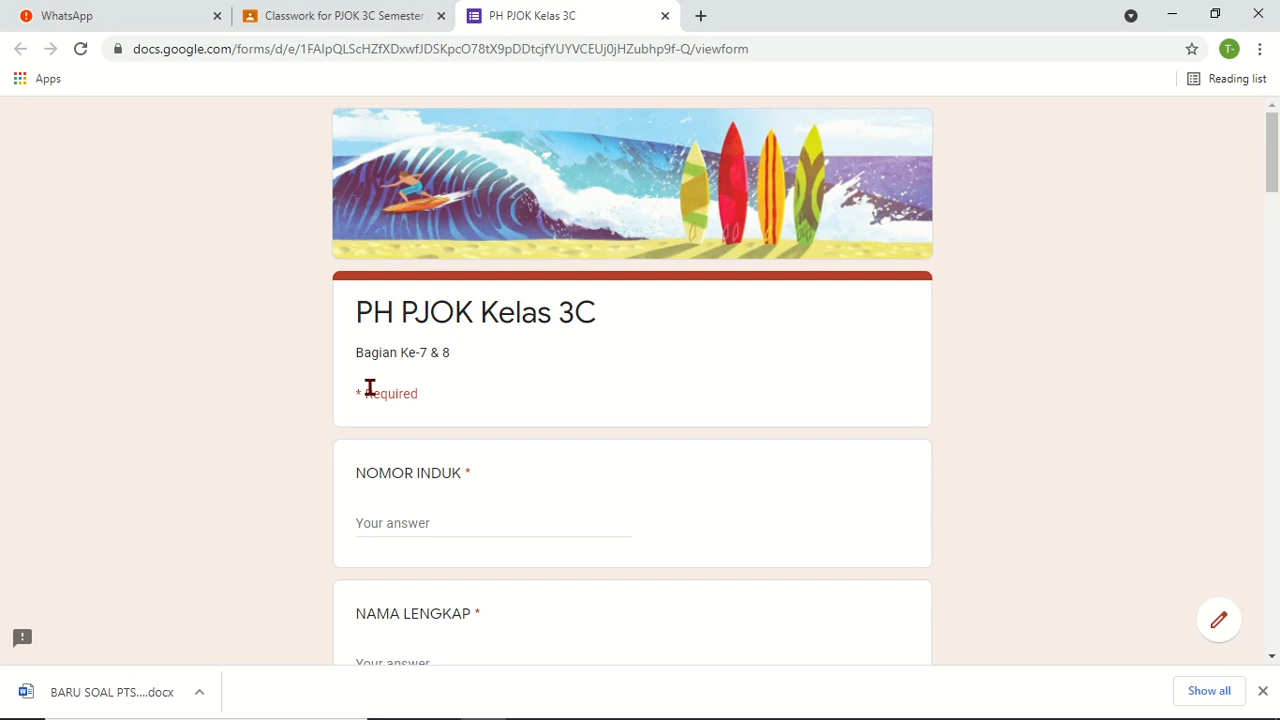 WhatsApp
Classwork for PJOK 3C Semester
PH PJOK Kelas 3C
docs.google.com/forms/d/e/1FAIpQLScHZfXDxwfJDSKpcO78tX9pDDtcjfYUYVCEUj0jHZubhp9f-Q/viewform
T-
Apps
Reading list
PH PJOK Kelas 3C
Bagian Ke-7 & 8
* Required
NOMOR INDUK *
Your answer
NAMA LENGKAP *
Your answer
BARU SOAL PTS....docx
Show all